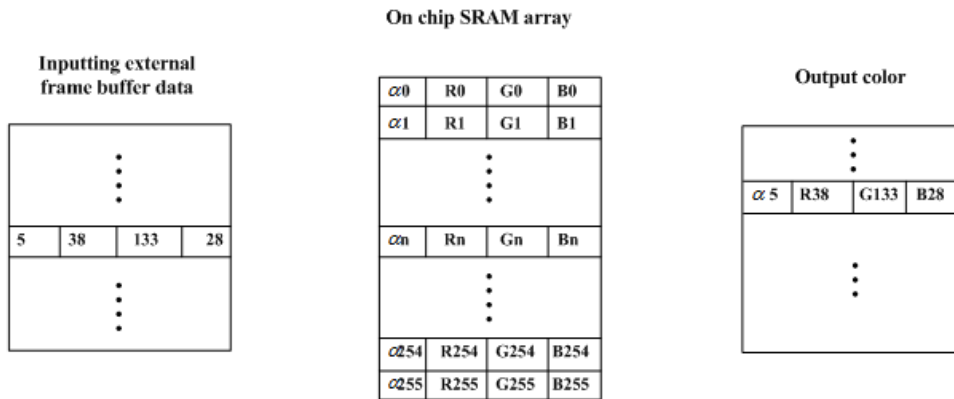 On chip SRAM array
Inputting external
frame buffer data
Output color
α0 R0 G0 B0
α1 R1 G1 B1
5 38 133 28
αn Rn Gn Bn
α5 R38 G133 B28
α254 R254 G254 B254
α255 R255 G255 B255